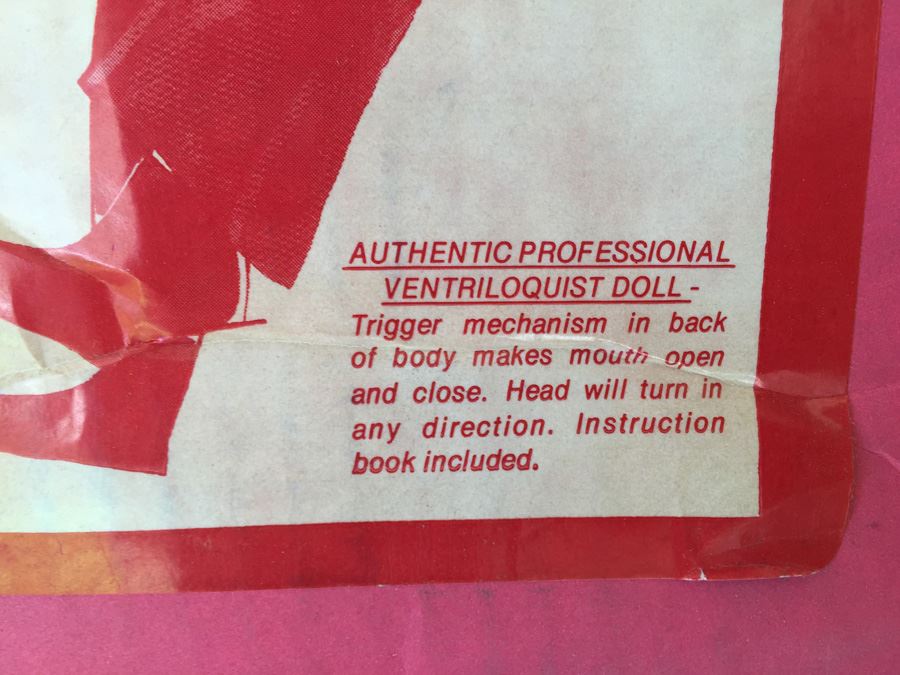 AUTHENTIC PROFESSIONAL
VENTRILOQUIST DOLL -
Trigger mechanism in back
of body makes mouth open
and close. Head will turn in
any direction. Instruction
book included.